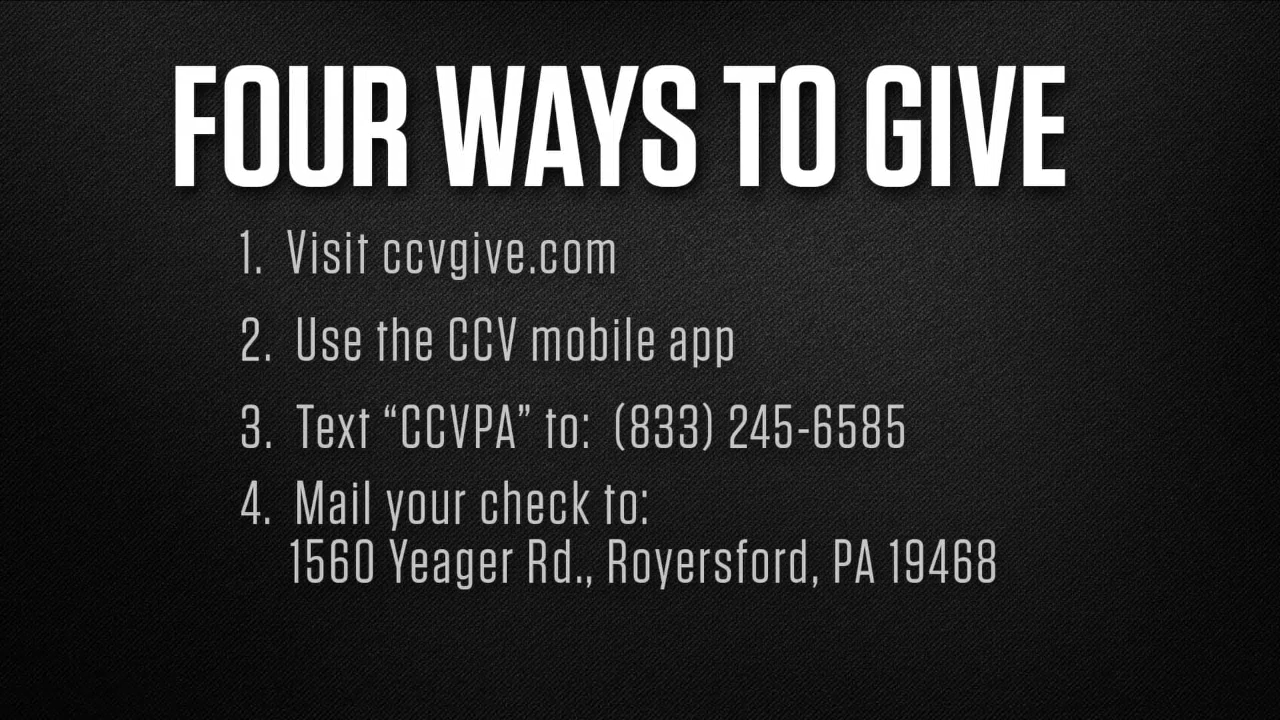 FOUR WAYS TO GIVE
1. Visit ccvgive.com
2. Use the CCV mobile app
3. Text “CCVPA” to: (833) 245-6585
4. Mail your check to:
1560 Yeager Rd., Royersford, PA 19468